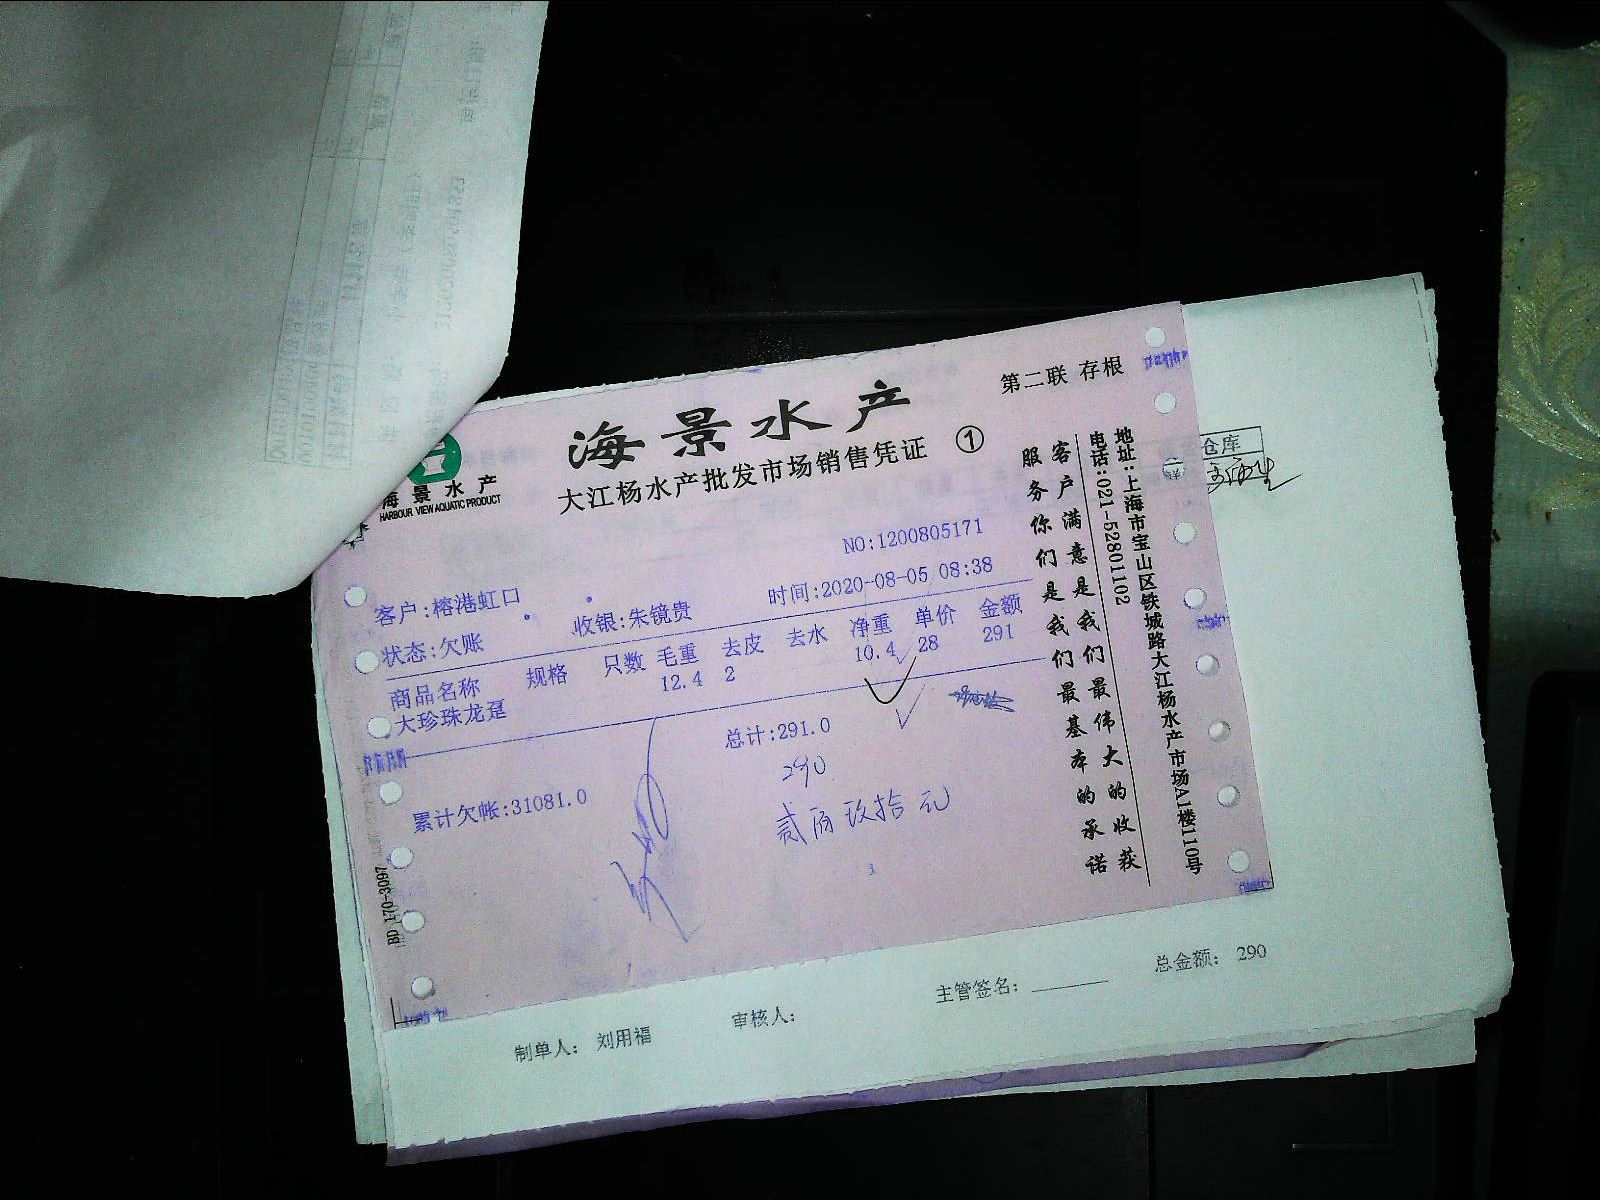 第二联 存根
海景水产
大江杨水产批发市场销售凭证 ①
海景水产
HARBOUR VIEW AQUATIC PRODUCT
NO:1200805171
客户:榕港虹口
收银:朱镜贵
时间:2020-08-05 08:38
状态:欠账
商品名称 规格 只数 毛重 去皮 去水 净重 单价 金额
大珍珠龙趸 12.4 2 10.4 28 291
总计:291.0
290
贰佰玖拾元
累计欠帐:31081.0
客户满意是我们最伟大的收获
服务你们是我们最基本的承诺
地址:上海市宝山区铁城路大江杨水产市场A1楼110号
电话:021-52801102
BD 17-03097
仓库
制单人: 刘用福
审核人:
主管签名:
总金额: 290